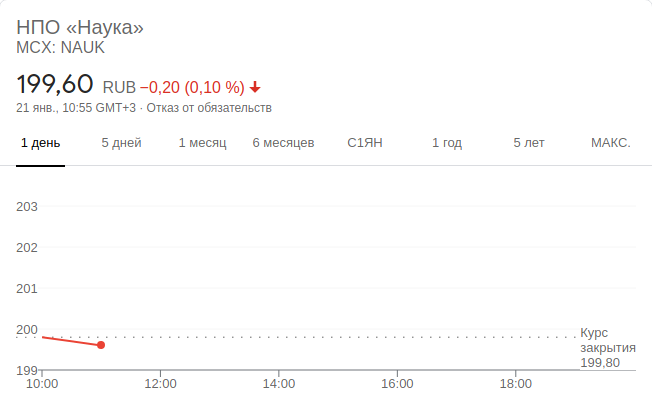 НПО «Наука»
MCX: NAUK
199,60 RUB −0,20 (0,10 %)
21 янв., 10:55 GMT+3 · Отказ от обязательств
1 день 5 дней 1 месяц 6 месяцев С1ЯН 1 год 5 лет МАКС.
203
202
201
200
Курс
закрытия
199,80
199
10:00 12:00 14:00 16:00 18:00